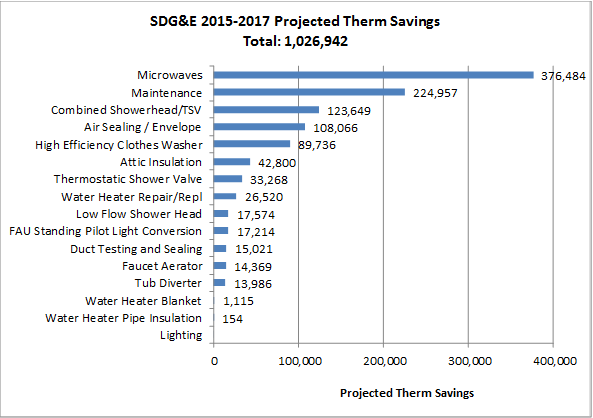 SDG&E 2015-2017 Projected Therm Savings
Total: 1,026,942
Microwaves 376,484
Maintenance 224,957
Combined Showerhead/TSV 123,649
Air Sealing / Envelope 108,066
High Efficiency Clothes Washer 89,736
Attic Insulation 42,800
Thermostatic Shower Valve 33,268
Water Heater Repair/Repl 26,520
Low Flow Shower Head 17,574
FAU Standing Pilot Light Conversion 17,214
Duct Testing and Sealing 15,021
Faucet Aerator 14,369
Tub Diverter 13,986
Water Heater Blanket 1,115
Water Heater Pipe Insulation 154
Lighting
0 100,000 200,000 300,000 400,000
Projected Therm Savings